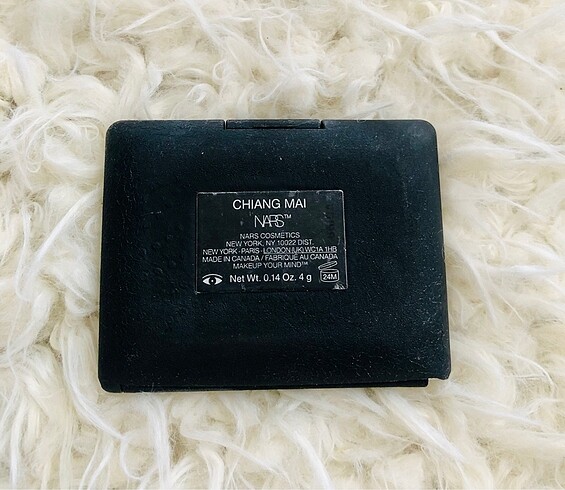 CHIANG MAI
NARS™
NARS COSMETICS
NEW YORK, NY 10022 DIST.
NEW YORK · PARIS · LONDON (UK) WC1A 1HB
MADE IN CANADA / FABRIQUÉ AU CANADA
MAKEUP YOUR MIND™
Net Wt. 0.14 Oz. 4 g
24M